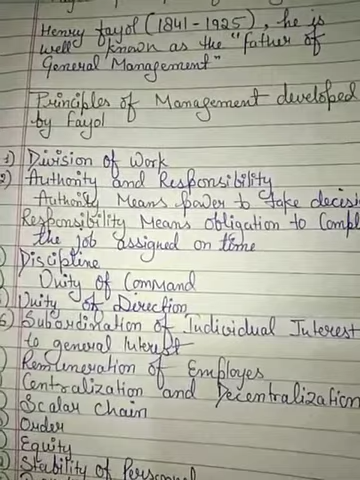 Henry fayol (1841-1925), he is
well known as the "father of
General Management"
Principles of Management developed
by Fayol
1) Division of Work
2) Authority and Responsibility
Authority Means power to take decisi
Responsibility Means obligation to Compl
the job assigned on time
Discipline
Unity of Command
Unity of Direction
6) Subordination of Individual Interest
to general Interest
Remuneration of Employes
Centralization and Decentralization
Scalar Chain
Order
Equity
Stability of Personnel